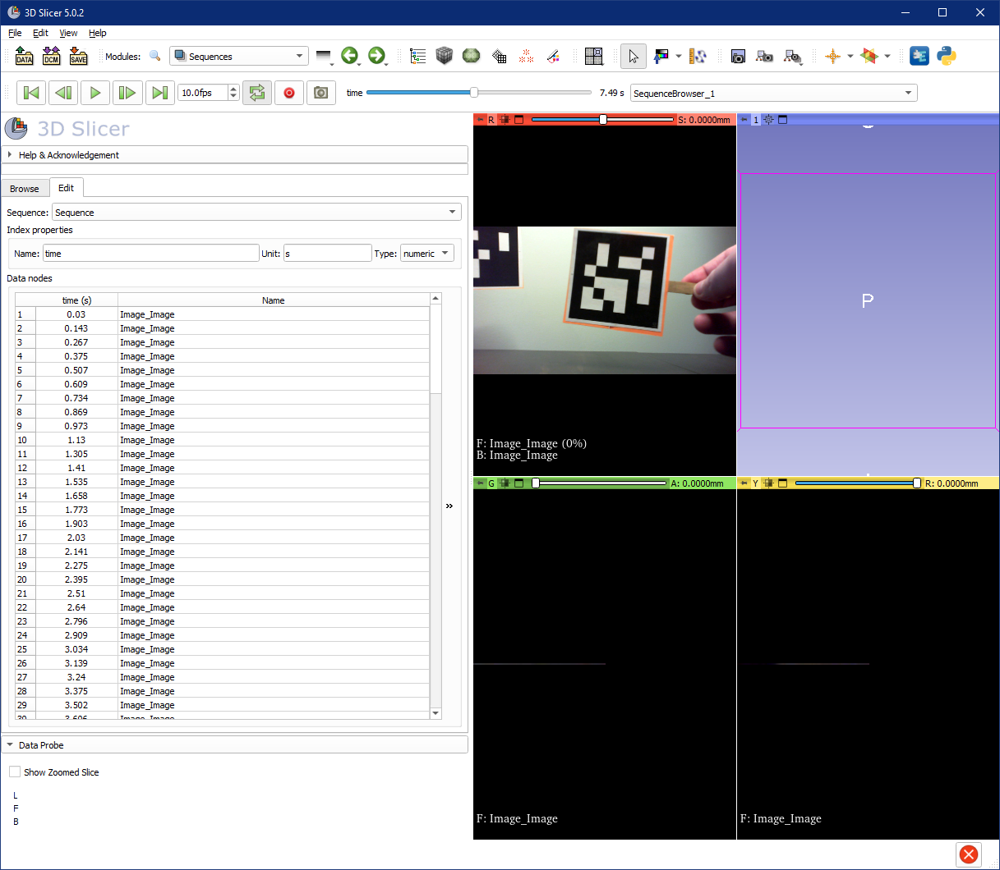 3D Slicer 5.0.2
File Edit View Help
DATA DCM SAVE Modules: Sequences
10.0fps time 7.49 s SequenceBrowser_1
3D Slicer
Help & Acknowledgement
Browse Edit
Sequence: Sequence
Index properties
Name: time Unit: s Type: numeric
Data nodes
time (s) Name
1 0.03 Image_Image
2 0.143 Image_Image
3 0.267 Image_Image
4 0.375 Image_Image
5 0.507 Image_Image
6 0.609 Image_Image
7 0.734 Image_Image
8 0.869 Image_Image
9 0.973 Image_Image
10 1.13 Image_Image
11 1.305 Image_Image
12 1.41 Image_Image
13 1.535 Image_Image
14 1.658 Image_Image
15 1.773 Image_Image
16 1.903 Image_Image
17 2.03 Image_Image
18 2.141 Image_Image
19 2.275 Image_Image
20 2.395 Image_Image
21 2.51 Image_Image
22 2.64 Image_Image
23 2.796 Image_Image
24 2.909 Image_Image
25 3.034 Image_Image
26 3.139 Image_Image
27 3.24 Image_Image
28 3.375 Image_Image
29 3.502 Image_Image
30 3.606 Image_Image
»
Data Probe
Show Zoomed Slice
L
F
B
R S: 0.0000mm
F: Image_Image (0%)
B: Image_Image
1
P
G A: 0.0000mm
F: Image_Image
Y R: 0.0000mm
F: Image_Image